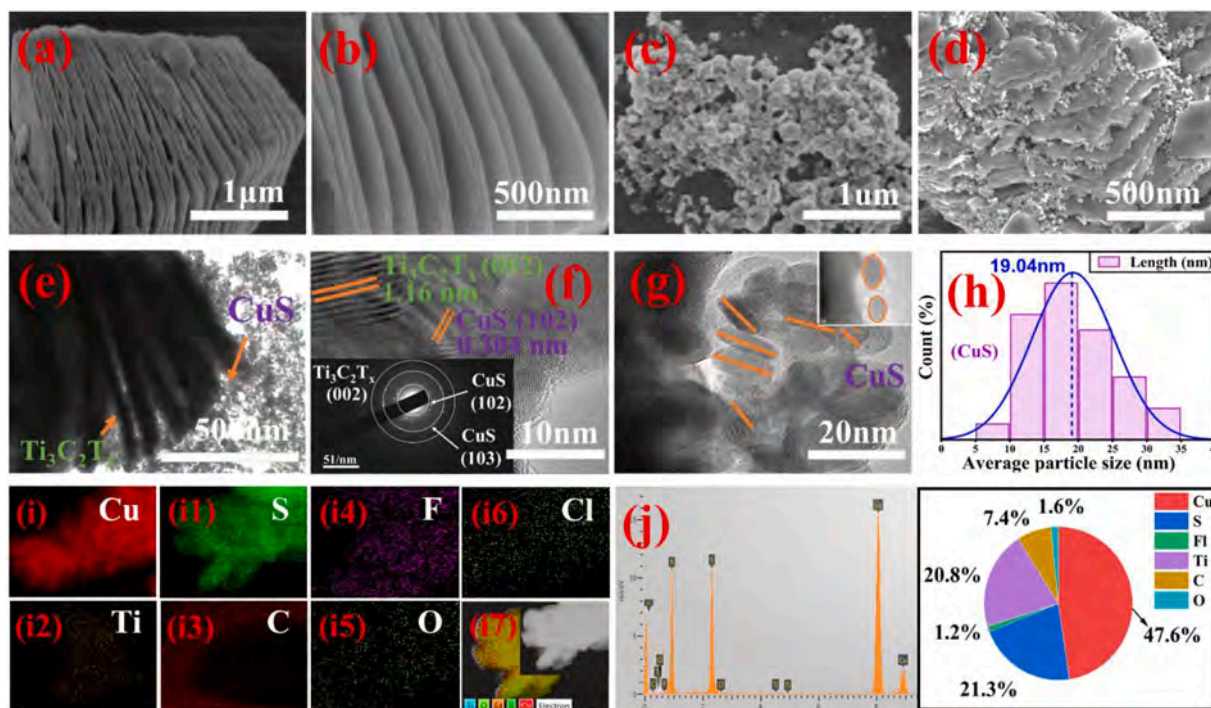 (a)
1μm
(b)
500nm
(c)
1um
(d)
500nm
(e)
CuS
Ti₃C₂Tₓ
500nm
(f)
Ti₃C₂Tₓ (002)
1.16 nm
CuS (102)
0.304 nm
Ti₃C₂Tₓ
(002)
CuS
(102)
CuS
(103)
51/nm
10nm
(g)
CuS
20nm
(h)
19.04nm
Length (nm)
(CuS)
Count (%)
0 5 10 15 20 25 30 35 40
Average particle size (nm)
(i)
Cu
(i1)
S
(i4)
F
(i6)
Cl
(i2)
Ti
(i3)
C
(i5)
O
(i7)
Electron
(j)
1.6%
7.4%
20.8%
1.2%
21.3%
47.6%
Cu
S
Fl
Ti
C
O